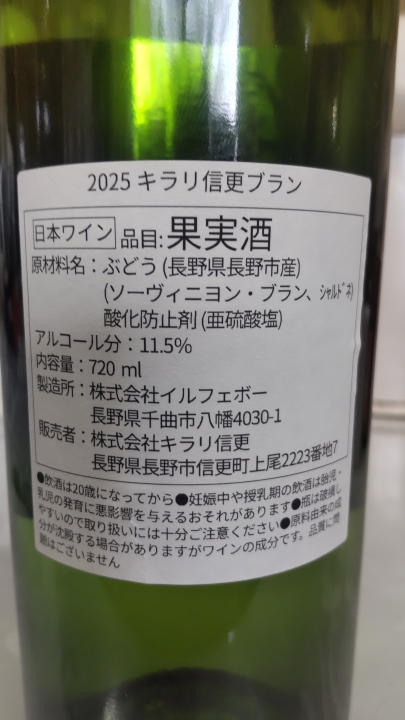 2025 キラリ信更ブラン
日本ワイン 品目:果実酒
原材料名：ぶどう (長野県長野市産)
(ソーヴィニヨン・ブラン、シャルドネ)
酸化防止剤 (亜硫酸塩)
アルコール分：11.5%
内容量：720 ml
製造所：株式会社イルフェボー
長野県千曲市八幡4030-1
販売者：株式会社キラリ信更
長野県長野市信更町上尾2223番地7
●飲酒は20歳になってから●妊娠中や授乳期の飲酒は胎児・
乳児の発育に悪影響を与えるおそれがあります●瓶は破損し
やすいので取り扱いには十分ご注意ください●原料由来の成
分が沈殿する場合がありますがワインの成分です。品質に問
題はございません